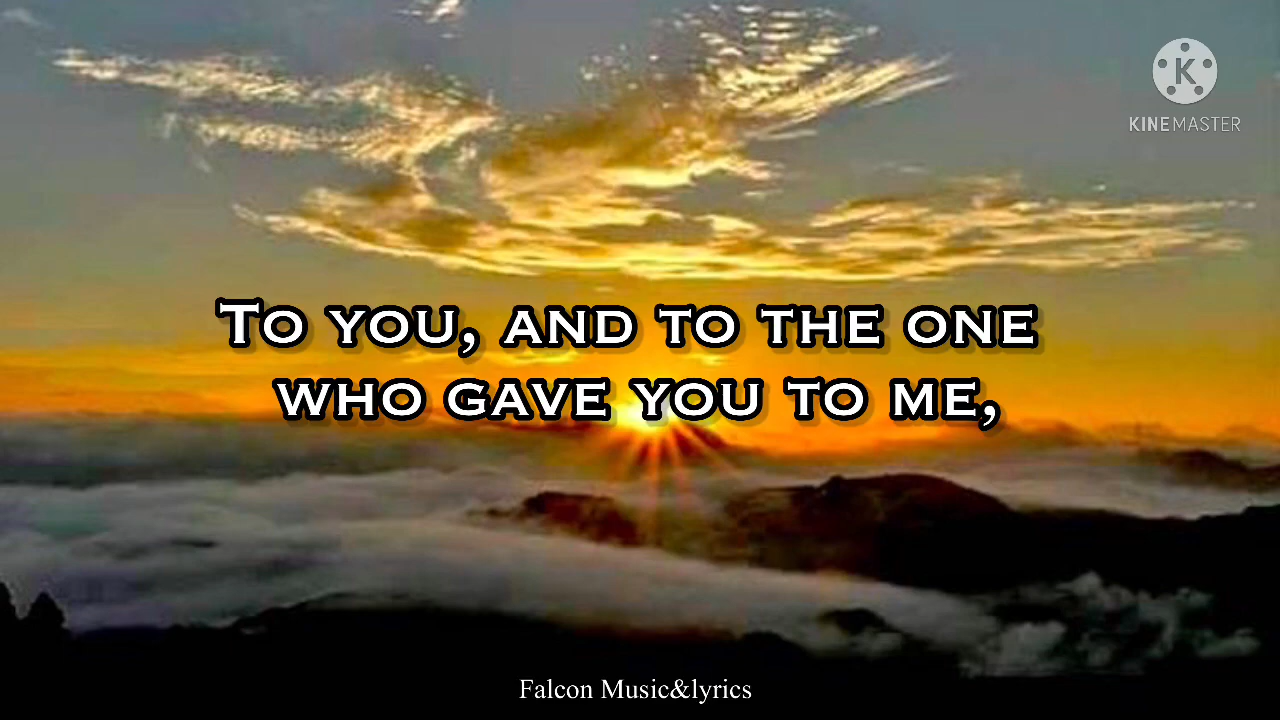 K
KINEMASTER
To you, and to the one
who gave you to me,
Falcon Music&lyrics